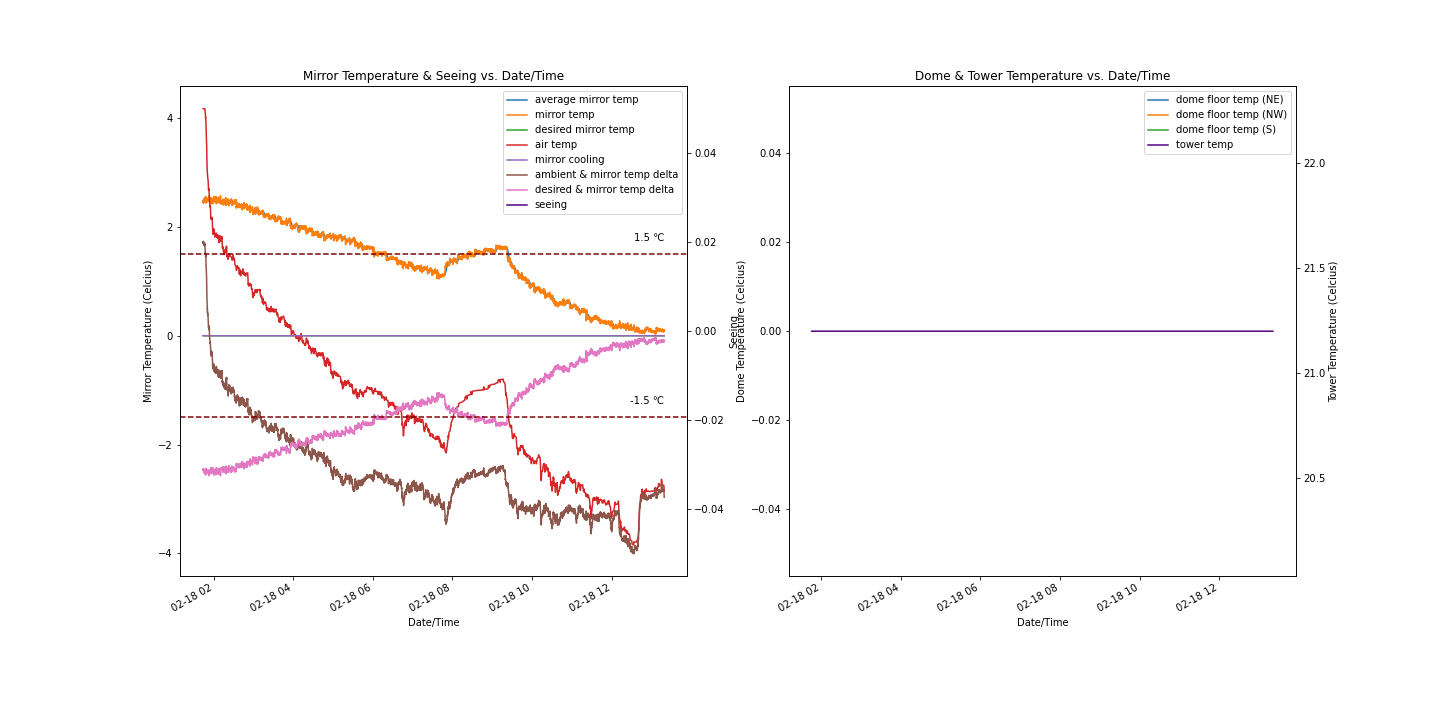 Mirror Temperature & Seeing vs. Date/Time
average mirror temp
mirror temp
desired mirror temp
air temp
mirror cooling
ambient & mirror temp delta
desired & mirror temp delta
seeing
1.5 °C
-1.5 °C
4
2
0
−2
−4
Mirror Temperature (Celcius)
0.04
0.02
0.00
−0.02
−0.04
Seeing
02-18 02
02-18 04
02-18 06
02-18 08
02-18 10
02-18 12
Date/Time
Dome & Tower Temperature vs. Date/Time
dome floor temp (NE)
dome floor temp (NW)
dome floor temp (S)
tower temp
0.04
0.02
0.00
−0.02
−0.04
Dome Temperature (Celcius)
22.0
21.5
21.0
20.5
Tower Temperature (Celcius)
02-18 02
02-18 04
02-18 06
02-18 08
02-18 10
02-18 12
Date/Time